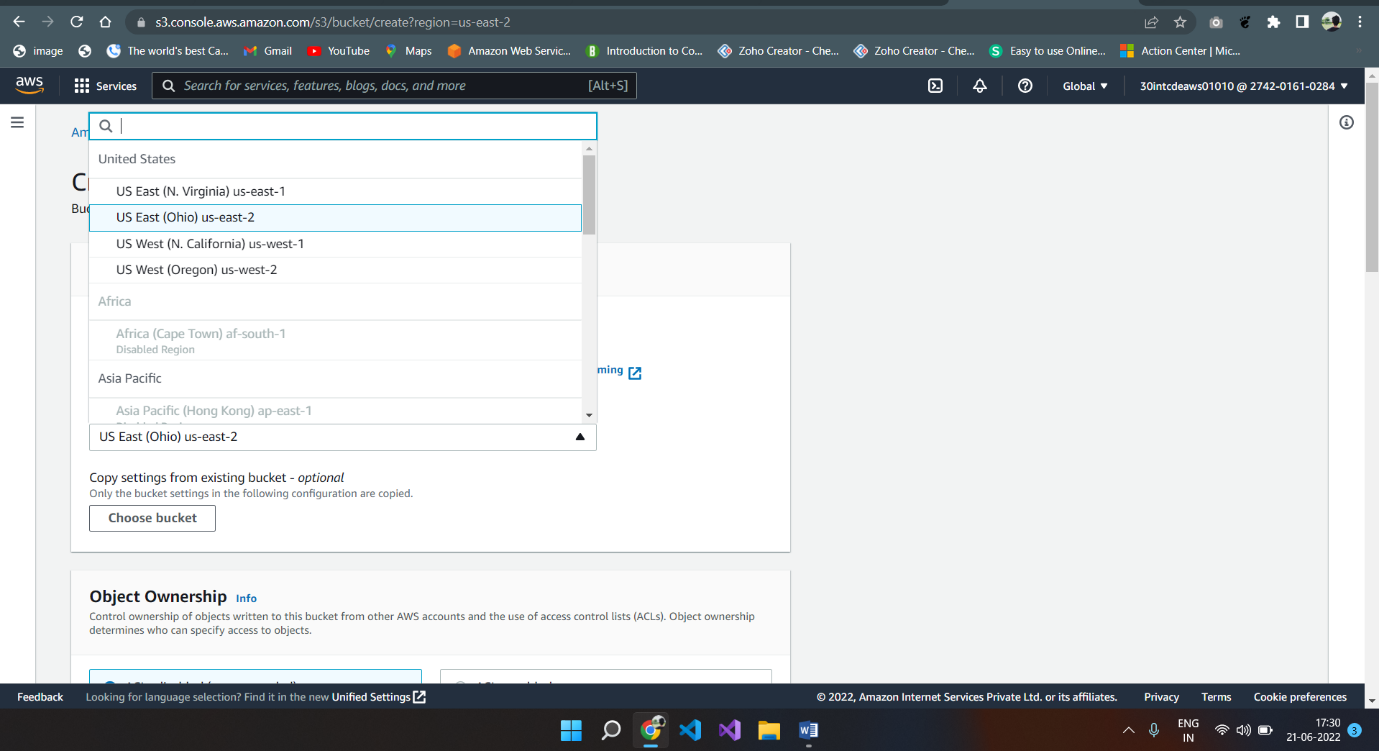 s3.console.aws.amazon.com/s3/bucket/create?region=us-east-2
image
The world's best Ca...
Gmail
YouTube
Maps
Amazon Web Servic...
Introduction to Co...
Zoho Creator - Che...
Zoho Creator - Che...
Easy to use Online...
Action Center | Mic...
aws
Services
Search for services, features, blogs, docs, and more
[Alt+S]
Global
30intcdeaws01010 @ 2742-0161-0284
Am
United States
Cr
US East (N. Virginia) us-east-1
Buc
US East (Ohio) us-east-2
US West (N. California) us-west-1
US West (Oregon) us-west-2
Africa
Africa (Cape Town) af-south-1
Disabled Region
ming
Asia Pacific
Asia Pacific (Hong Kong) ap-east-1
US East (Ohio) us-east-2
Copy settings from existing bucket - optional
Only the bucket settings in the following configuration are copied.
Choose bucket
Object Ownership Info
Control ownership of objects written to this bucket from other AWS accounts and the use of access control lists (ACLs). Object ownership
determines who can specify access to objects.
Feedback
Looking for language selection? Find it in the new Unified Settings
© 2022, Amazon Internet Services Private Ltd. or its affiliates.
Privacy
Terms
Cookie preferences
ENG
IN
17:30
21-06-2022
3